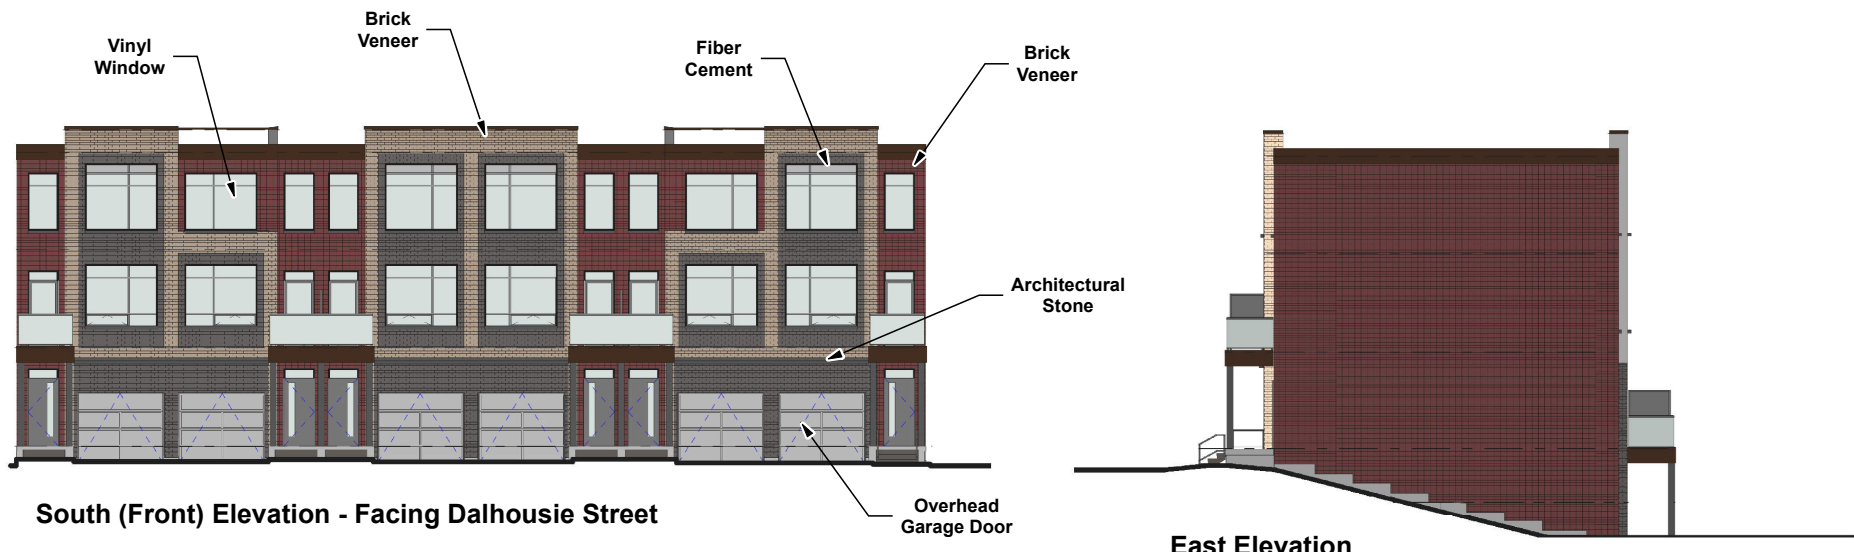 Brick
Veneer
Vinyl
Window
Fiber
Cement
Brick
Veneer
Architectural
Stone
Overhead
Garage Door
South (Front) Elevation - Facing Dalhousie Street
East Elevation